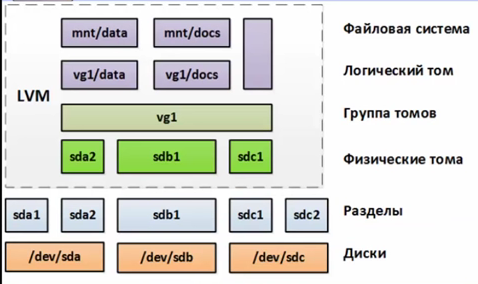 mnt/data mnt/docs Файловая система
vg1/data vg1/docs Логический том
LVM
vg1 Группа томов
sda2 sdb1 sdc1 Физические тома
sda1 sda2 sdb1 sdc1 sdc2 Разделы
/dev/sda /dev/sdb /dev/sdc Диски